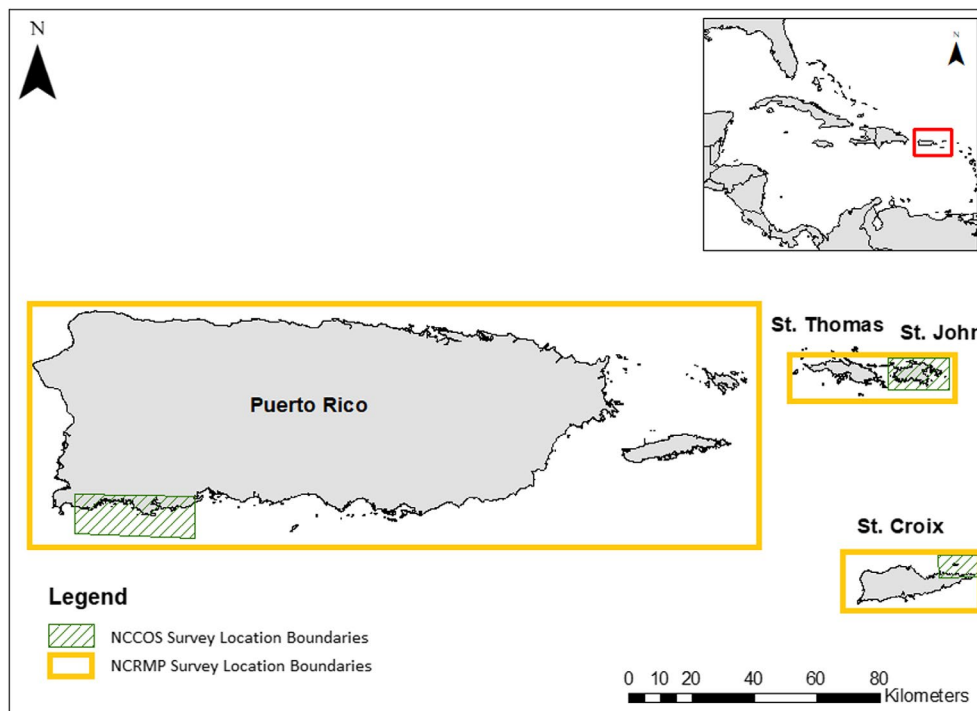 N
N
St. Thomas
St. John
Puerto Rico
St. Croix
Legend
NCCOS Survey Location Boundaries
NCRMP Survey Location Boundaries
0 10 20 40 60 80
Kilometers